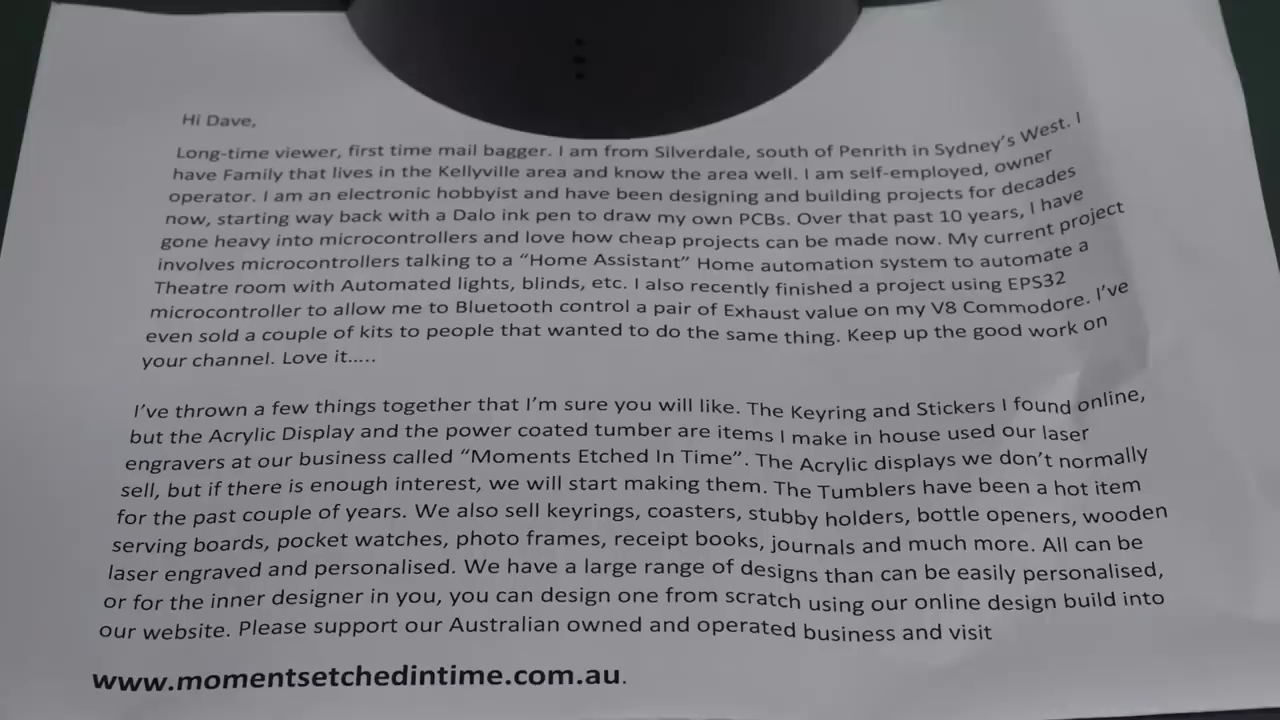 Hi Dave,
Long-time viewer, first time mail bagger. I am from Silverdale, south of Penrith in Sydney's West. I
have Family that lives in the Kellyville area and know the area well. I am self-employed, owner
operator. I am an electronic hobbyist and have been designing and building projects for decades
now, starting way back with a Dalo ink pen to draw my own PCBs. Over that past 10 years, I have
gone heavy into microcontrollers and love how cheap projects can be made now. My current project
involves microcontrollers talking to a “Home Assistant” Home automation system to automate a
Theatre room with Automated lights, blinds, etc. I also recently finished a project using EPS32
microcontroller to allow me to Bluetooth control a pair of Exhaust value on my V8 Commodore. I've
even sold a couple of kits to people that wanted to do the same thing. Keep up the good work on
your channel. Love it.....
I've thrown a few things together that I'm sure you will like. The Keyring and Stickers I found online,
but the Acrylic Display and the power coated tumber are items I make in house used our laser
engravers at our business called “Moments Etched In Time”. The Acrylic displays we don't normally
sell, but if there is enough interest, we will start making them. The Tumblers have been a hot item
for the past couple of years. We also sell keyrings, coasters, stubby holders, bottle openers, wooden
serving boards, pocket watches, photo frames, receipt books, journals and much more. All can be
laser engraved and personalised. We have a large range of designs than can be easily personalised,
or for the inner designer in you, you can design one from scratch using our online design build into
our website. Please support our Australian owned and operated business and visit
www.momentsetchedintime.com.au.